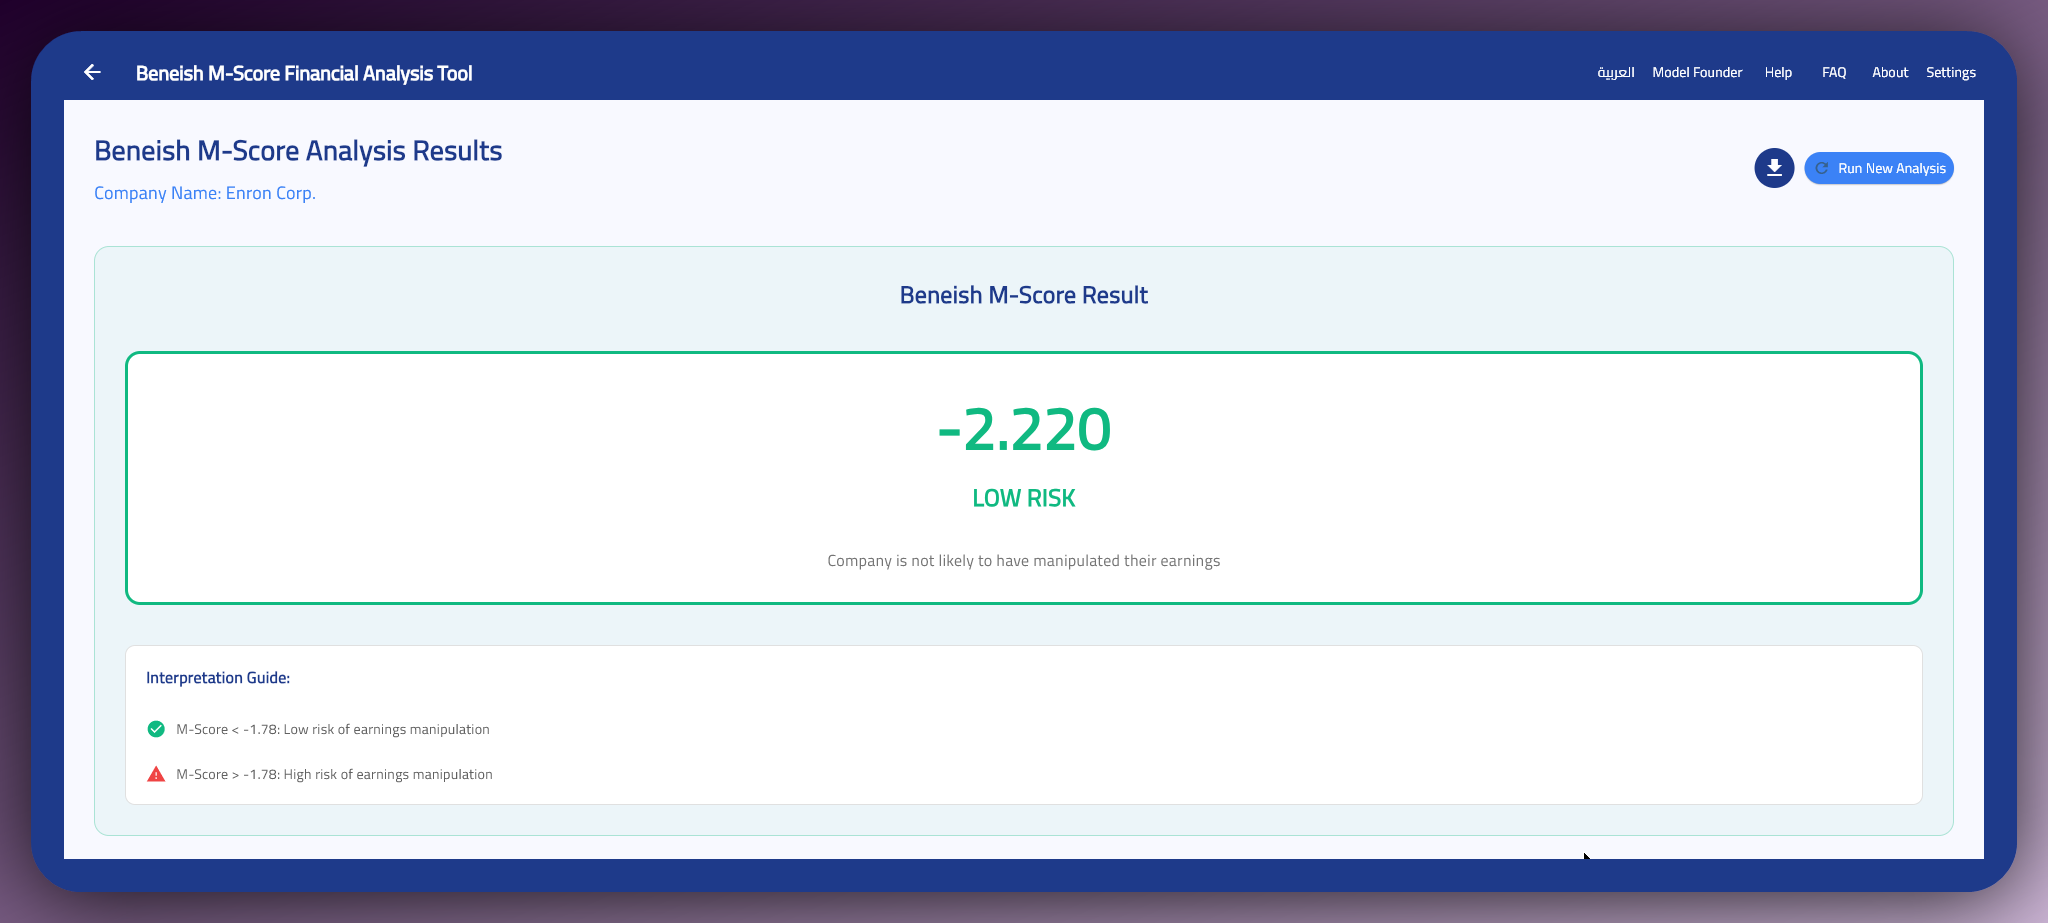 Beneish M-Score Financial Analysis Tool
العربية
Model Founder
Help
FAQ
About
Settings
Beneish M-Score Analysis Results
Company Name: Enron Corp.
Run New Analysis
Beneish M-Score Result
-2.220
LOW RISK
Company is not likely to have manipulated their earnings
Interpretation Guide:
M-Score < -1.78: Low risk of earnings manipulation
M-Score > -1.78: High risk of earnings manipulation